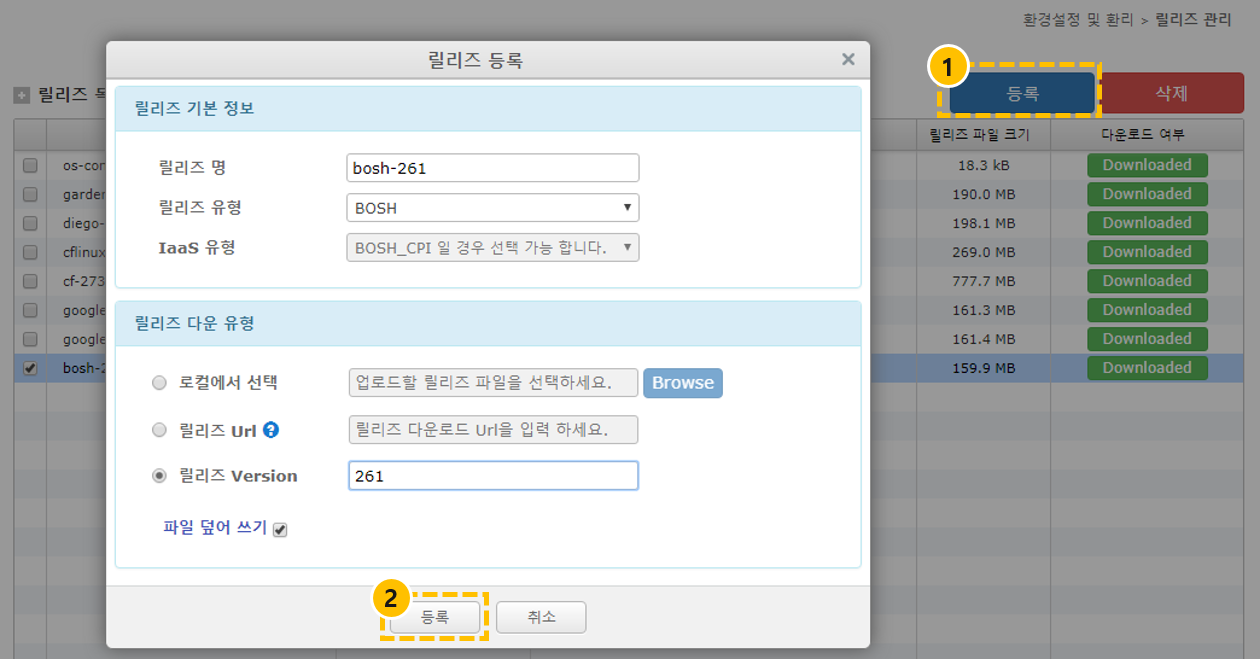 환경설정 및 환리 > 릴리즈 관리
1
등록
삭제
릴리즈
릴리즈 파일 크기
다운로드 여부
os-cor
18.3 kB
Downloaded
garden
190.0 MB
Downloaded
diego-
198.1 MB
Downloaded
cflinux
269.0 MB
Downloaded
cf-273
777.7 MB
Downloaded
google
161.3 MB
Downloaded
google
161.4 MB
Downloaded
bosh-2
159.9 MB
Downloaded
릴리즈 등록
×
릴리즈 기본 정보
릴리즈 명
bosh-261
릴리즈 유형
BOSH
IaaS 유형
BOSH_CPI 일 경우 선택 가능 합니다.
릴리즈 다운 유형
로컬에서 선택
업로드할 릴리즈 파일을 선택하세요.
Browse
릴리즈 Url ?
릴리즈 다운로드 Url을 입력 하세요.
릴리즈 Version
261
파일 덮어 쓰기
2
등록
취소